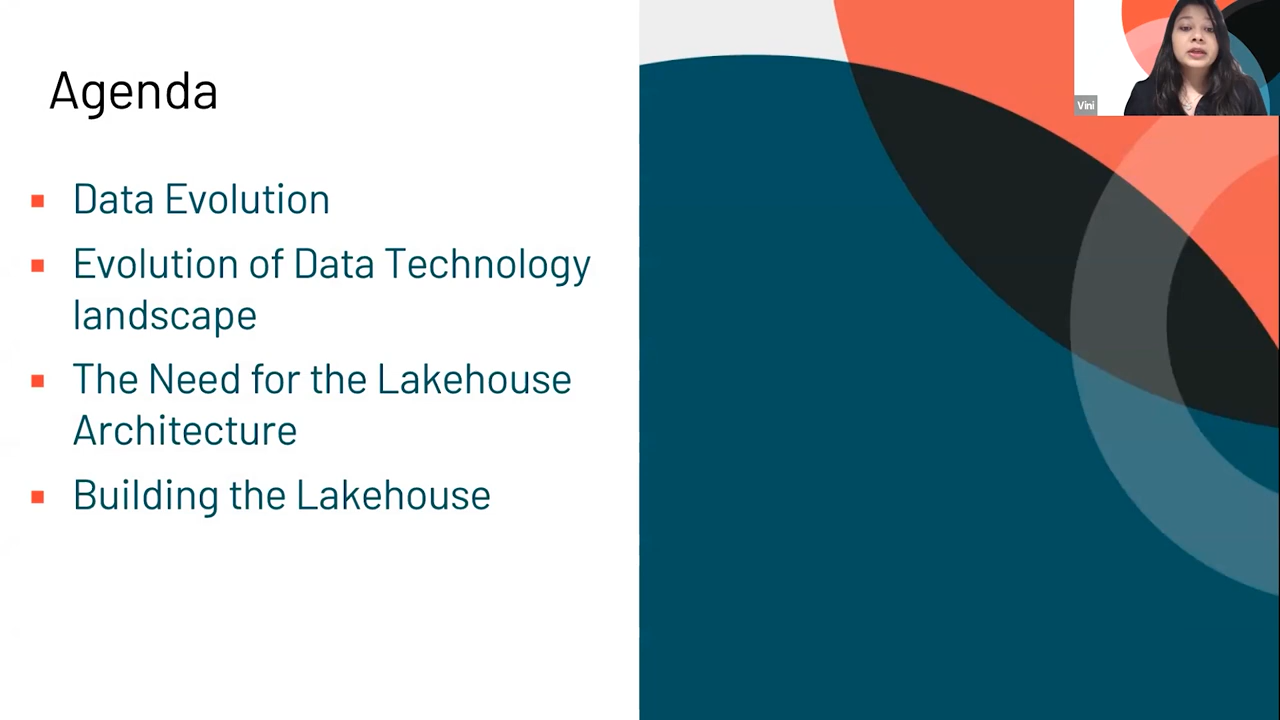 Agenda
Data Evolution
Evolution of Data Technology
landscape
The Need for the Lakehouse
Architecture
Building the Lakehouse
Vini